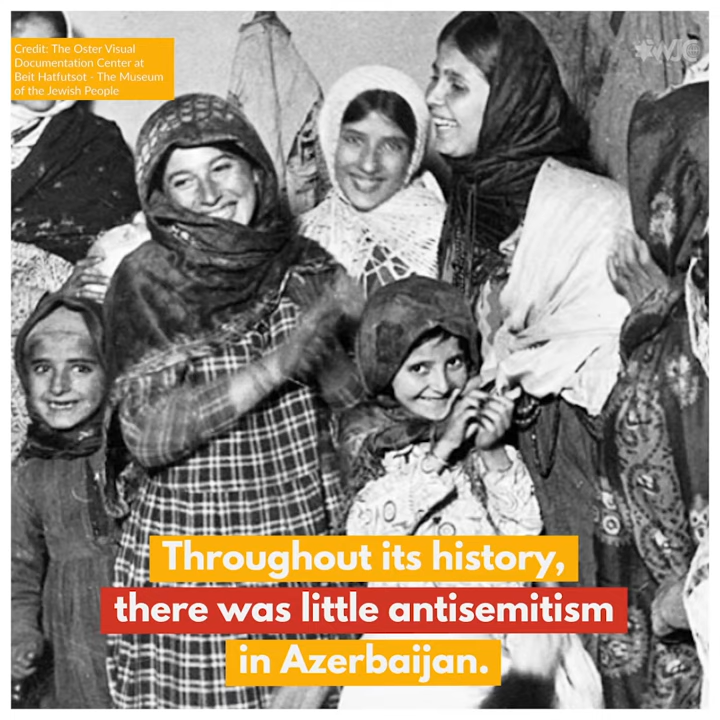 Credit: The Oster Visual
Documentation Center at
Beit Hatfutsot - The Museum
of the Jewish People
WJC
Throughout its history,
there was little antisemitism
in Azerbaijan.